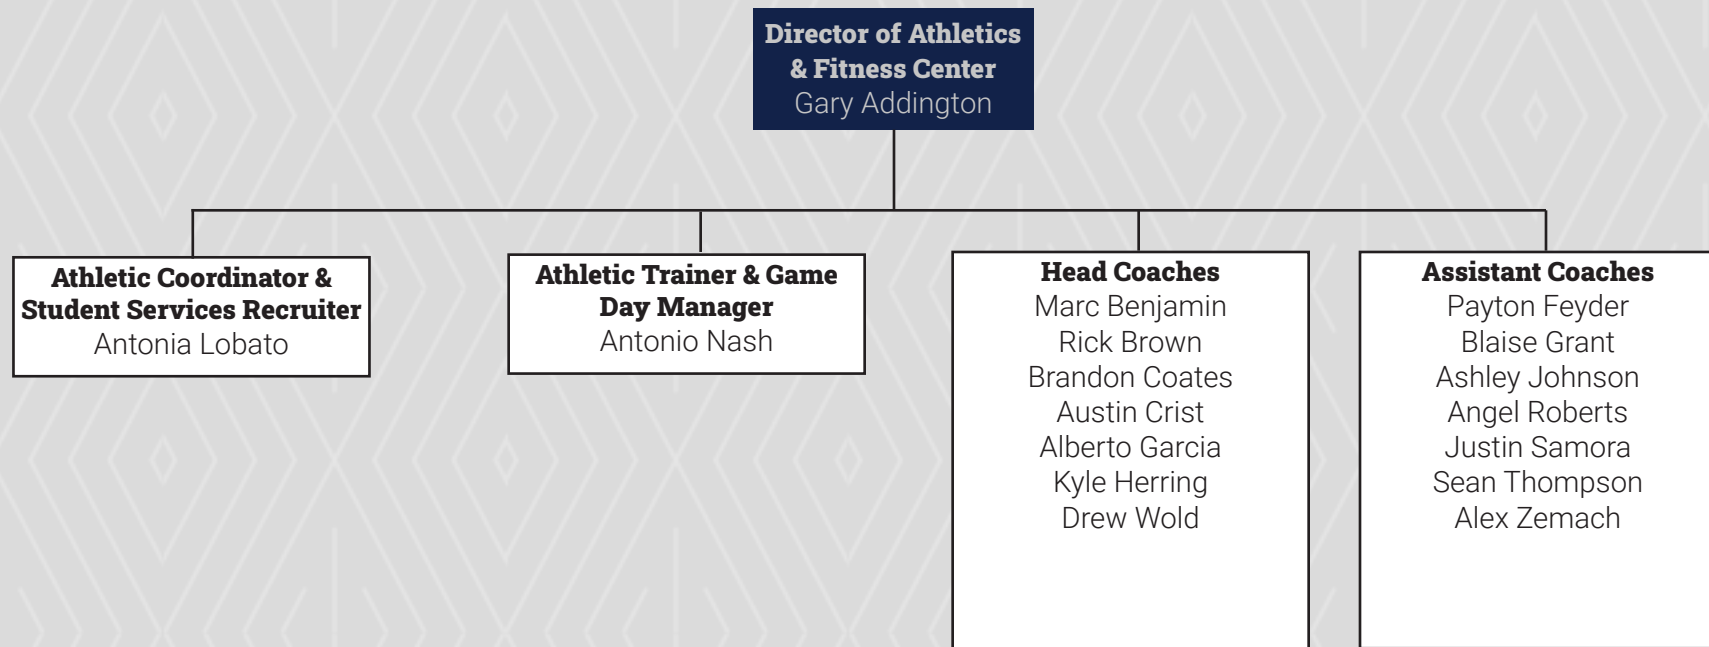 Director of Athletics
& Fitness Center
Gary Addington
Athletic Coordinator &
Student Services Recruiter
Antonia Lobato
Athletic Trainer & Game
Day Manager
Antonio Nash
Head Coaches
Marc Benjamin
Rick Brown
Brandon Coates
Austin Crist
Alberto Garcia
Kyle Herring
Drew Wold
Assistant Coaches
Payton Feyder
Blaise Grant
Ashley Johnson
Angel Roberts
Justin Samora
Sean Thompson
Alex Zemach